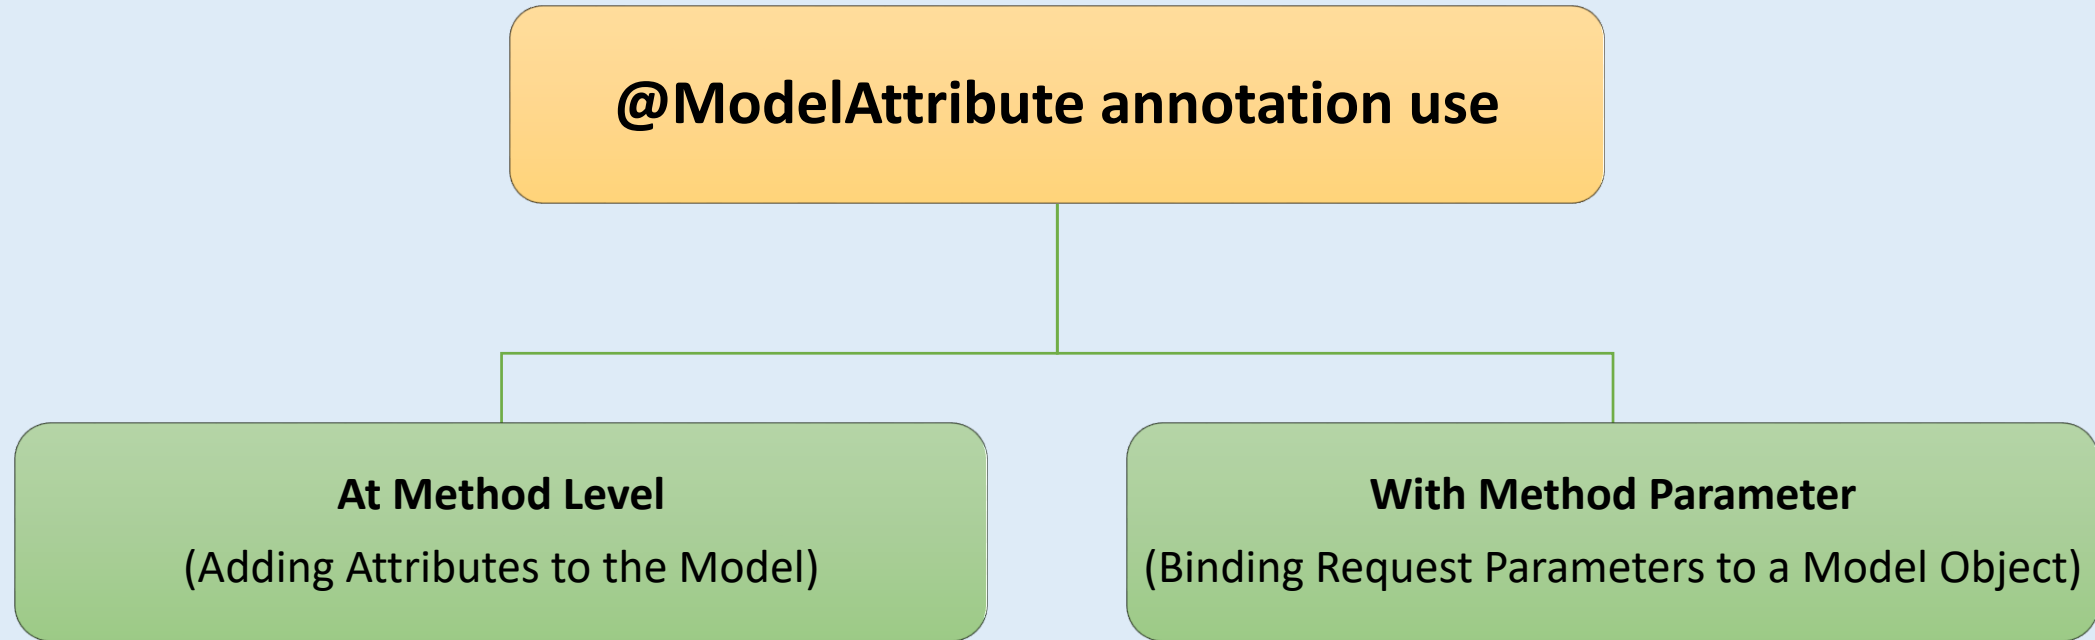 @ModelAttribute annotation use
At Method Level
(Adding Attributes to the Model)
With Method Parameter
(Binding Request Parameters to a Model Object)